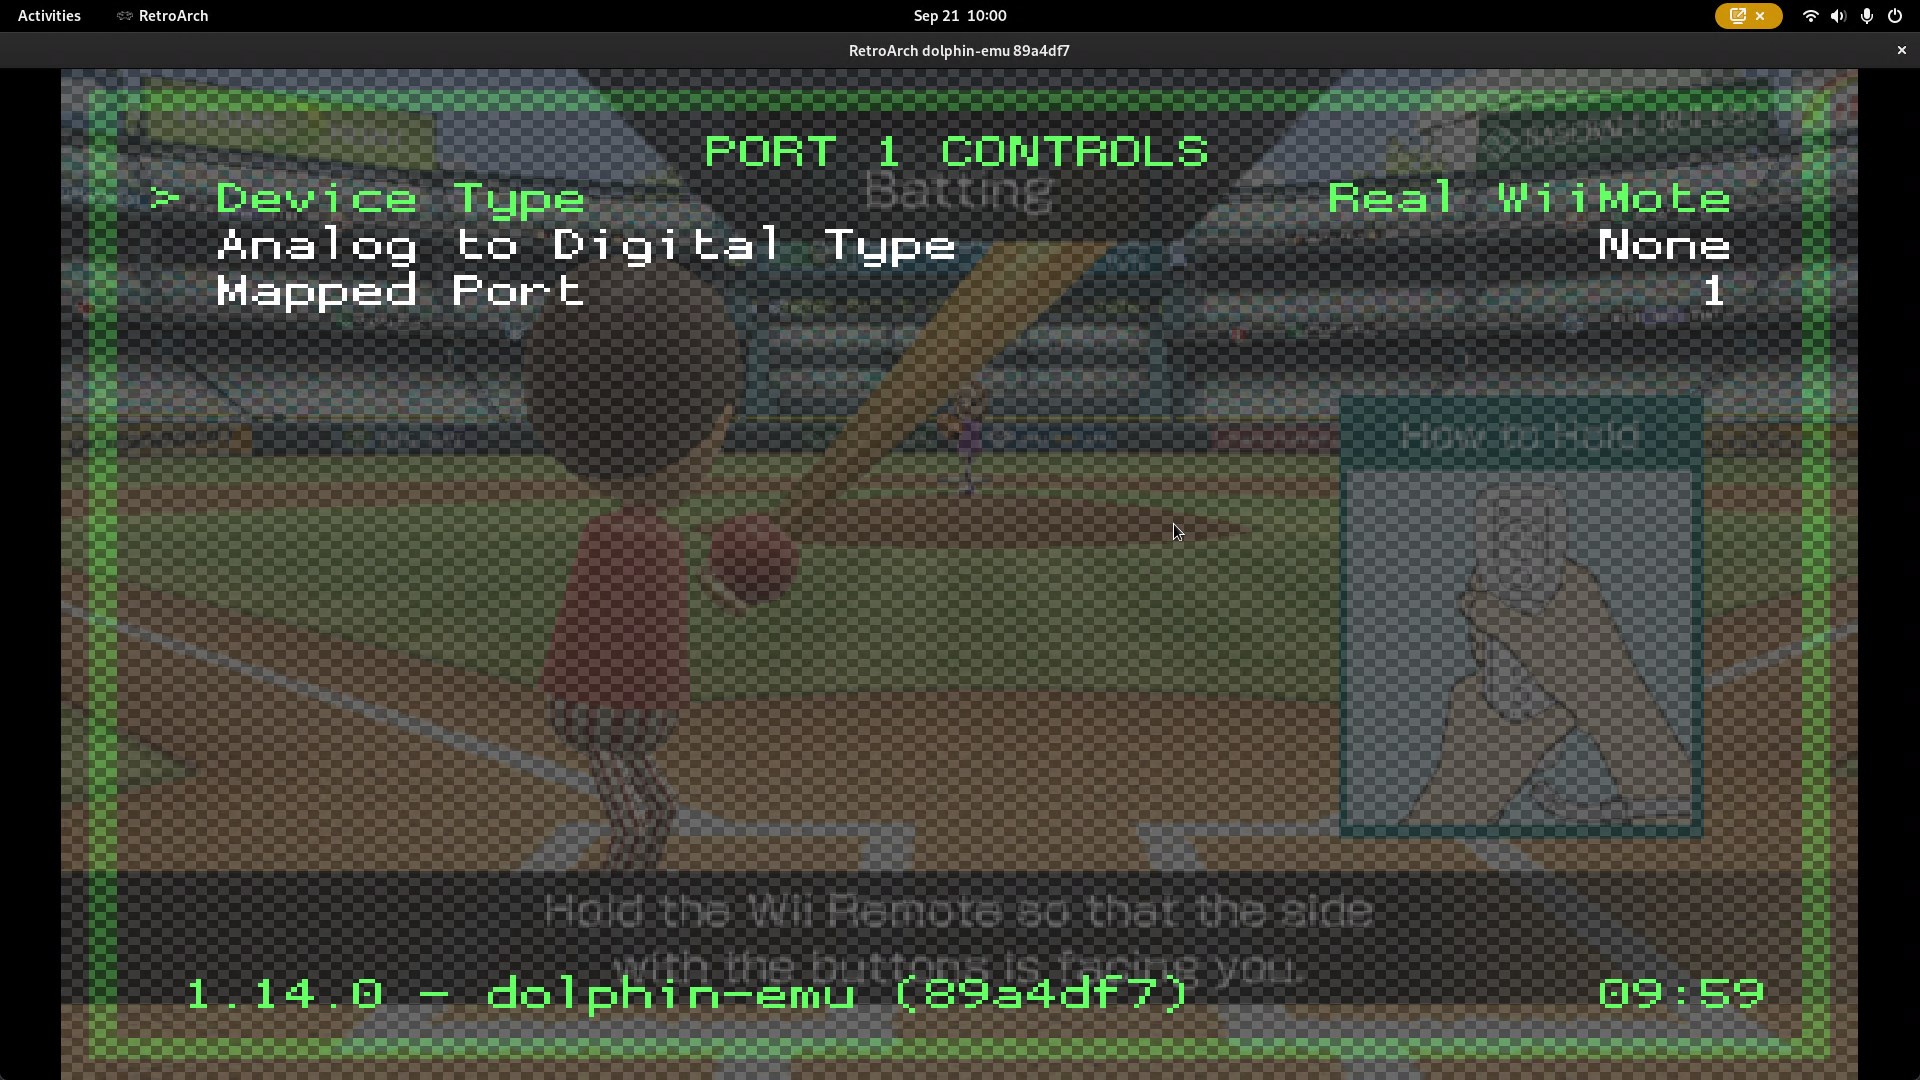 Activities RetroArch Sep 21 10:00
RetroArch dolphin-emu 89a4df7
PORT 1 CONTROLS
Batting
> Device Type Real WiiMote
Analog to Digital Type None
Mapped Port 1
How to Hold
Hold the Wii Remote so that the side
with the buttons is facing you.
1.14.0 - dolphin-emu (89a4df7) 09:59